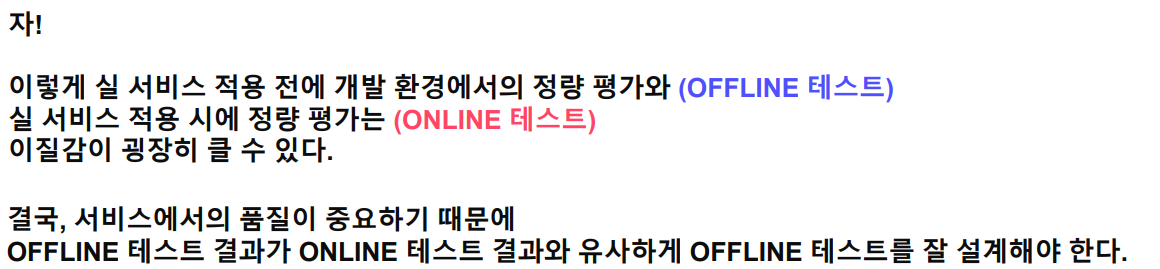 자!
이렇게 실 서비스 적용 전에 개발 환경에서의 정량 평가와 (OFFLINE 테스트)
실 서비스 적용 시에 정량 평가는 (ONLINE 테스트)
이질감이 굉장히 클 수 있다.
결국, 서비스에서의 품질이 중요하기 때문에
OFFLINE 테스트 결과가 ONLINE 테스트 결과와 유사하게 OFFLINE 테스트를 잘 설계해야 한다.